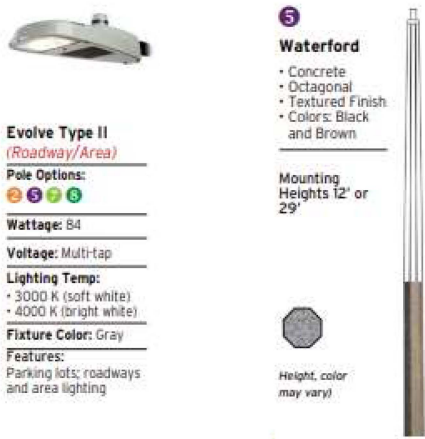 Evolve Type II
(Roadway/Area)
Pole Options:
2 5 7 8
Wattage: 84
Voltage: Multi-tap
Lighting Temp:
• 3000 K (soft white)
• 4000 K (bright white)
Fixture Color: Gray
Features:
Parking lots; roadways
and area lighting
5
Waterford
• Concrete
• Octagonal
• Textured Finish
• Colors: Black
and Brown
Mounting
Heights 12' or
29'
Height, color
may vary)